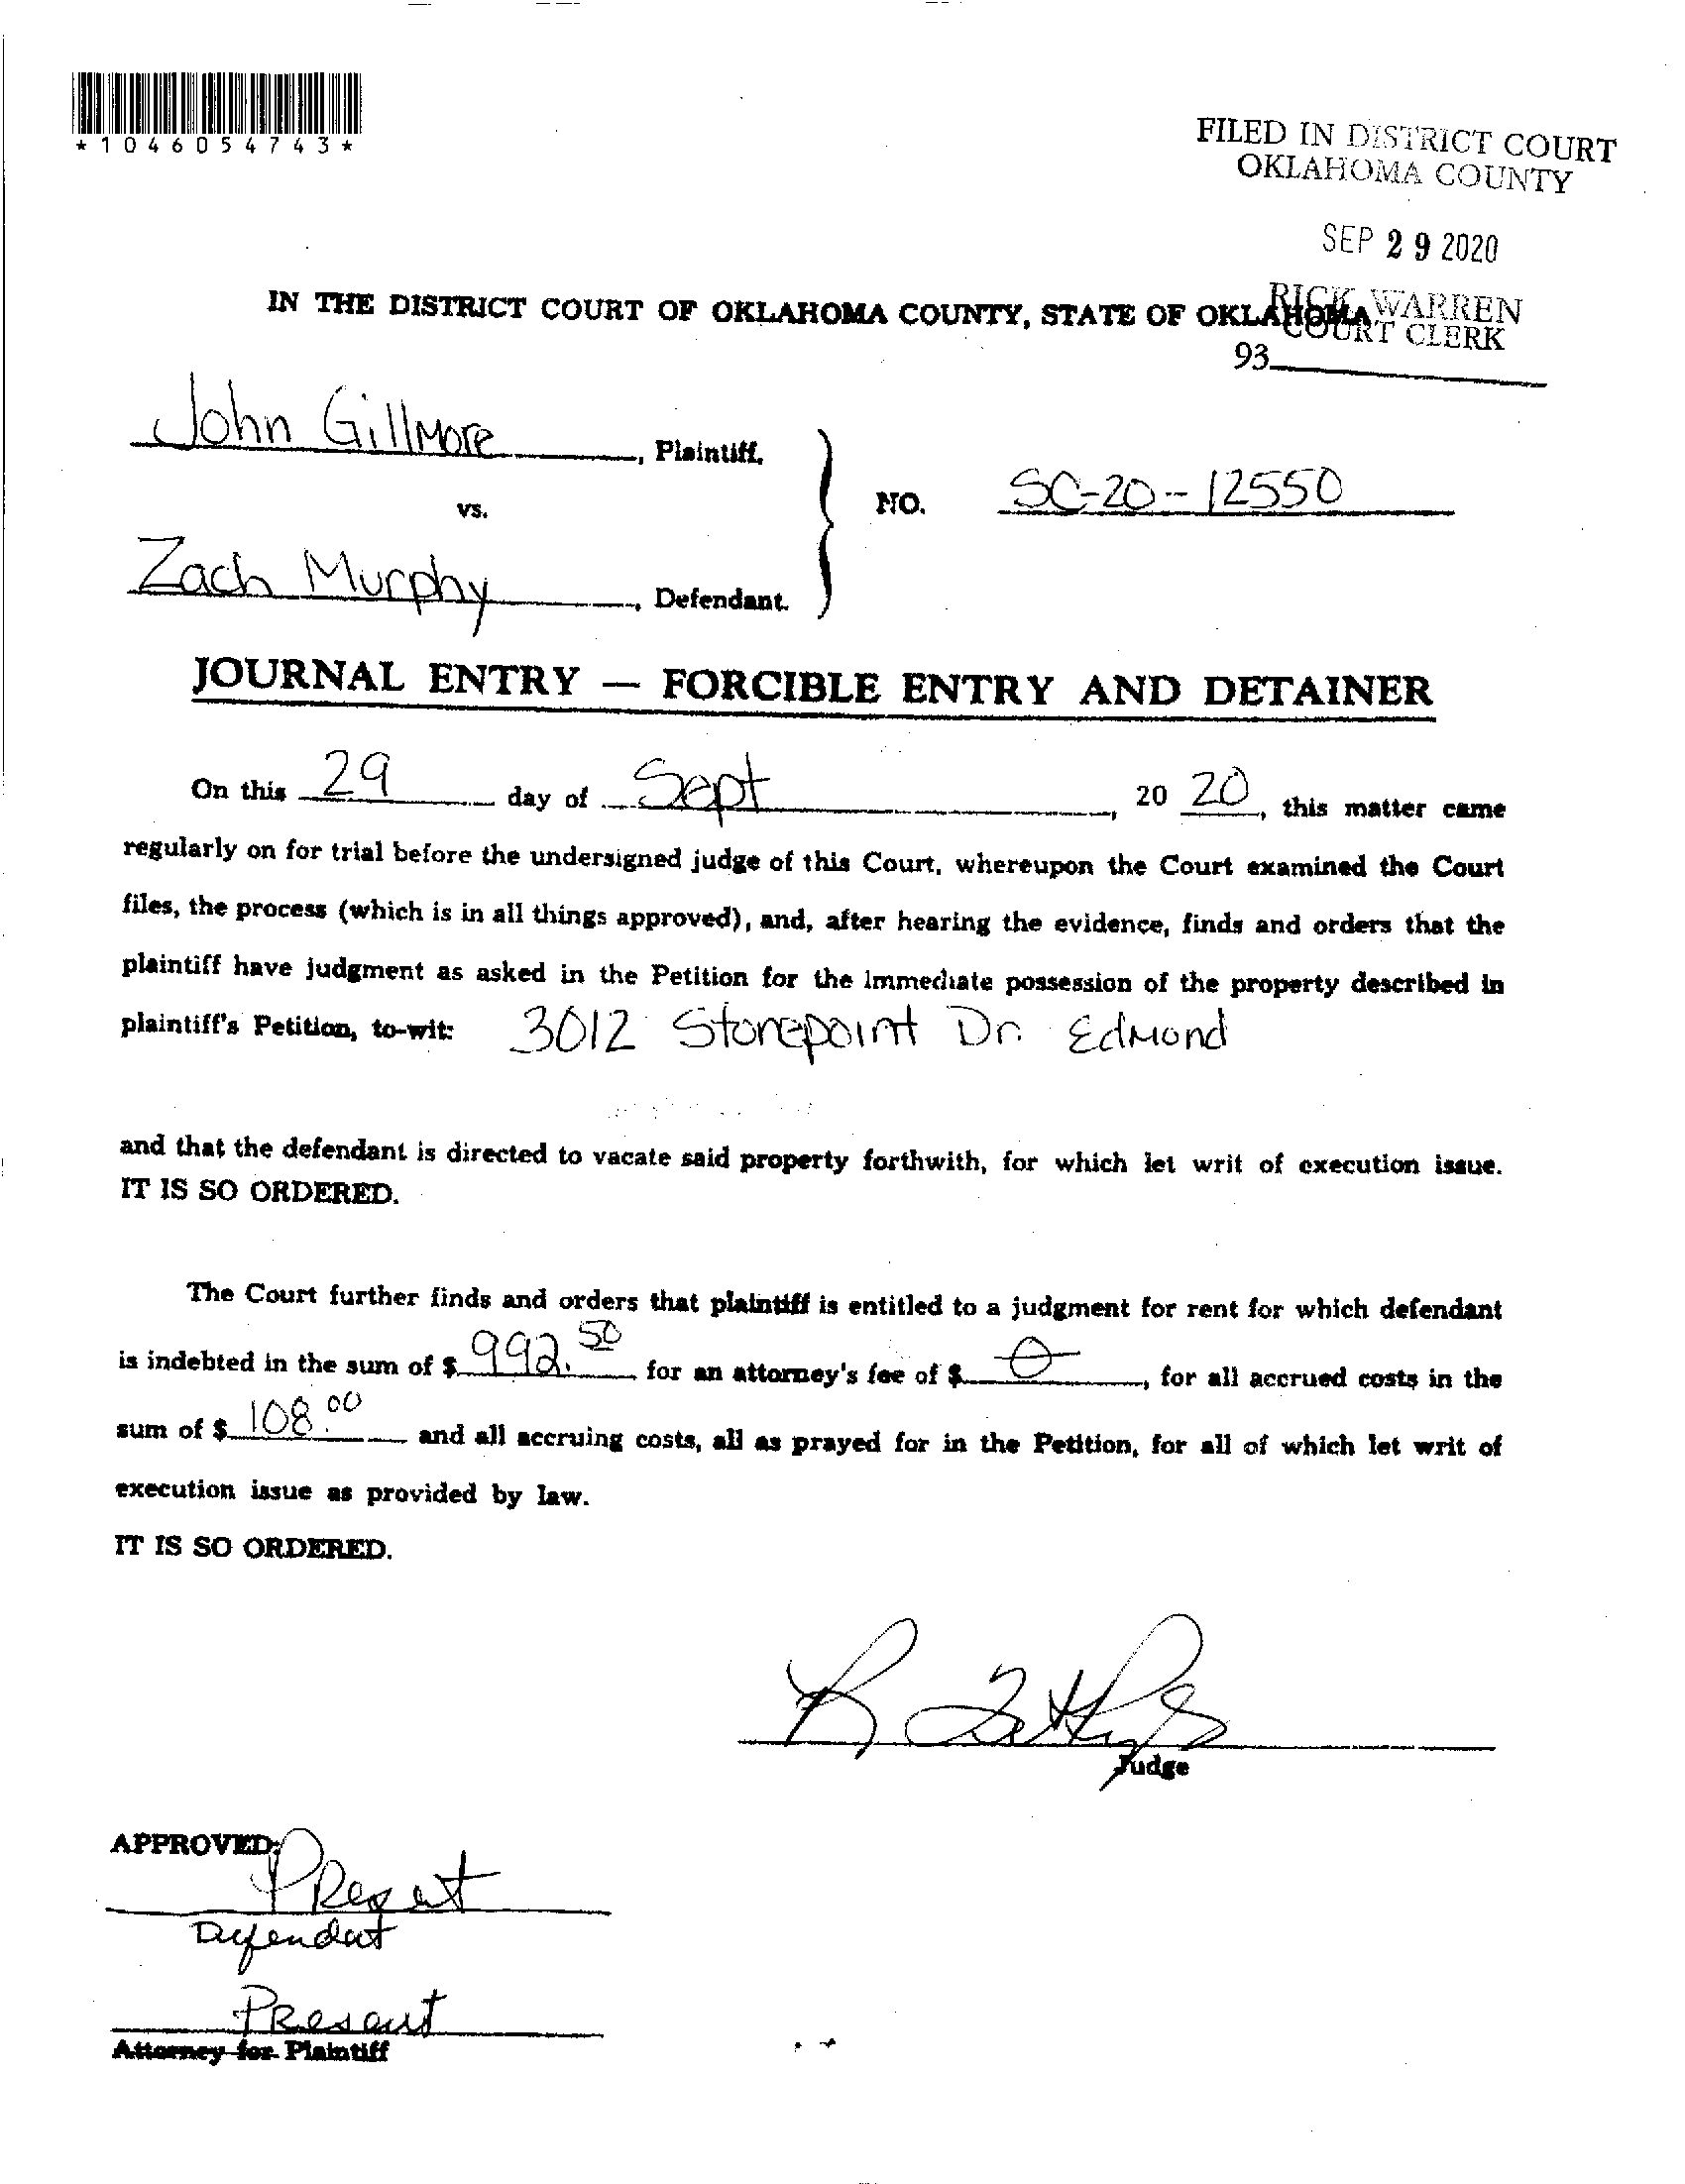 *1046054743*
FILED IN DISTRICT COURT
OKLAHOMA COUNTY
SEP 29 2020
RICK WARREN
COURT CLERK
IN THE DISTRICT COURT OF OKLAHOMA COUNTY, STATE OF OKLAHOMA
93
John Gillmore, Plaintiff,
vs.
NO. SC-20-12550
Zach Murphy, Defendant.
JOURNAL ENTRY — FORCIBLE ENTRY AND DETAINER
On this 29 day of Sept, 20 20, this matter came
regularly on for trial before the undersigned judge of this Court, whereupon the Court examined the Court
files, the process (which is in all things approved), and, after hearing the evidence, finds and orders that the
plaintiff have judgment as asked in the Petition for the immediate possession of the property described in
plaintiff's Petition, to-wit: 3012 Stonepoint Dr. Edmond
and that the defendant is directed to vacate said property forthwith, for which let writ of execution issue.
IT IS SO ORDERED.
The Court further finds and orders that plaintiff is entitled to a judgment for rent for which defendant
is indebted in the sum of $ 992.50 for an attorney's fee of $ 0, for all accrued costs in the
sum of $ 108.00 and all accruing costs, all as prayed for in the Petition, for all of which let writ of
execution issue as provided by law.
IT IS SO ORDERED.
Judge
APPROVED:
Present
Defendant
Present
Attorney for Plaintiff